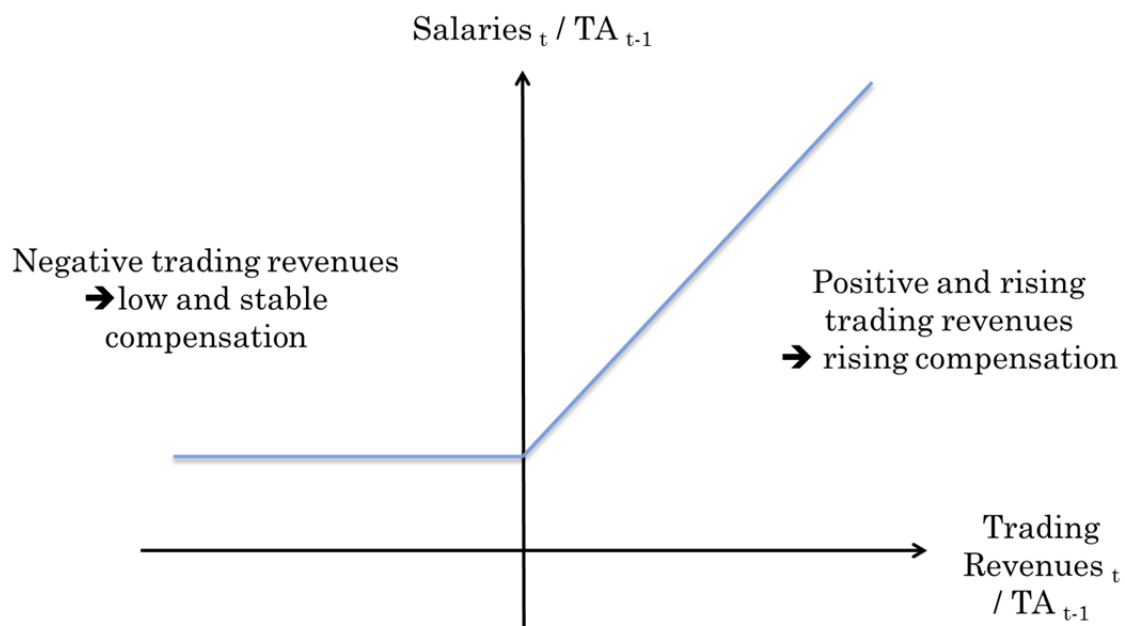 Salaries t / TA t-1
Negative trading revenues
➔low and stable
compensation
Positive and rising
trading revenues
➔ rising compensation
Trading
Revenues t
/ TA t-1